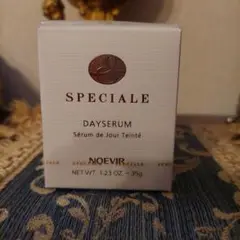 SPECIALE
DAYSERUM
Sérum de Jour Teinté
NOEVIR
NET WT. 1.23 OZ. - 35g